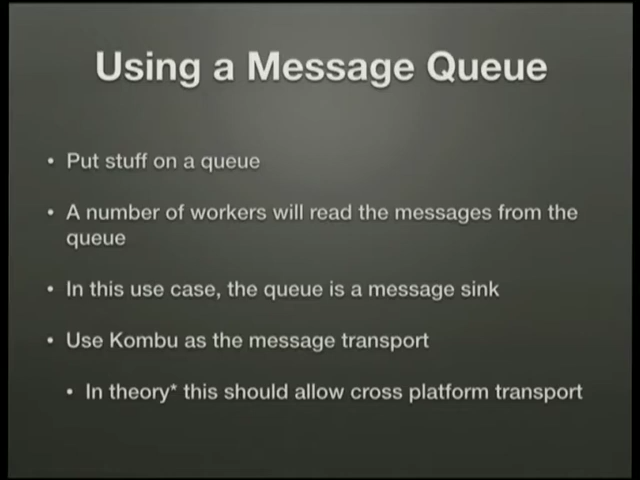 Using a Message Queue
• Put stuff on a queue
• A number of workers will read the messages from the
queue
• In this use case, the queue is a message sink
• Use Kombu as the message transport
• In theory* this should allow cross platform transport